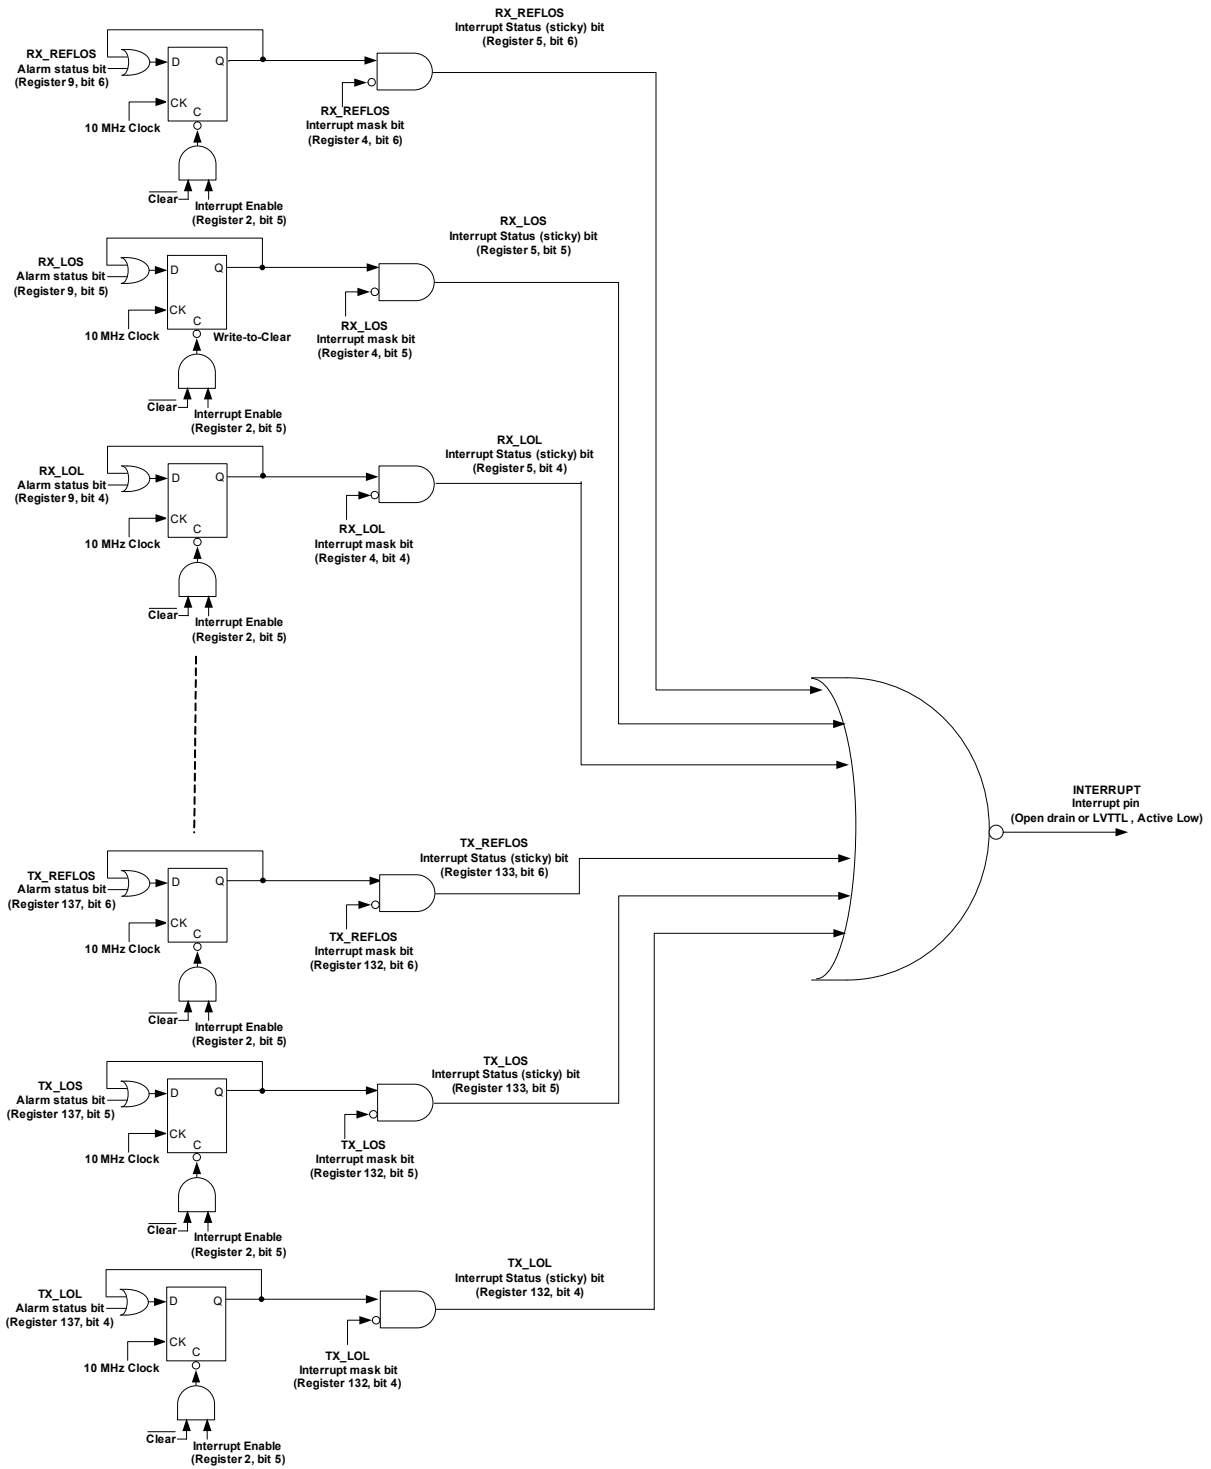 RX_REFLOS
Interrupt Status (sticky) bit
(Register 5, bit 6)
RX_REFLOS
Alarm status bit
(Register 9, bit 6)
D
Q
CK
C
10 MHz Clock
RX_REFLOS
Interrupt mask bit
(Register 4, bit 6)
Clear
Interrupt Enable
(Register 2, bit 5)
RX_LOS
Interrupt Status (sticky) bit
(Register 5, bit 5)
RX_LOS
Alarm status bit
(Register 9, bit 5)
D
Q
CK
C
10 MHz Clock
Write-to-Clear
RX_LOS
Interrupt mask bit
(Register 4, bit 5)
Clear
Interrupt Enable
(Register 2, bit 5)
RX_LOL
Interrupt Status (sticky) bit
(Register 5, bit 4)
RX_LOL
Alarm status bit
(Register 9, bit 4)
D
Q
CK
C
10 MHz Clock
RX_LOL
Interrupt mask bit
(Register 4, bit 4)
Clear
Interrupt Enable
(Register 2, bit 5)
INTERRUPT
Interrupt pin
(Open drain or LVTTL , Active Low)
TX_REFLOS
Interrupt Status (sticky) bit
(Register 133, bit 6)
TX_REFLOS
Alarm status bit
(Register 137, bit 6)
D
Q
CK
C
10 MHz Clock
TX_REFLOS
Interrupt mask bit
(Register 132, bit 6)
Clear
Interrupt Enable
(Register 2, bit 5)
TX_LOS
Interrupt Status (sticky) bit
(Register 133, bit 5)
TX_LOS
Alarm status bit
(Register 137, bit 5)
D
Q
CK
C
10 MHz Clock
TX_LOS
Interrupt mask bit
(Register 132, bit 5)
Clear
Interrupt Enable
(Register 2, bit 5)
TX_LOL
Interrupt Status (sticky) bit
(Register 132, bit 4)
TX_LOL
Alarm status bit
(Register 137, bit 4)
D
Q
CK
C
10 MHz Clock
TX_LOL
Interrupt mask bit
(Register 132, bit 4)
Clear
Interrupt Enable
(Register 2, bit 5)